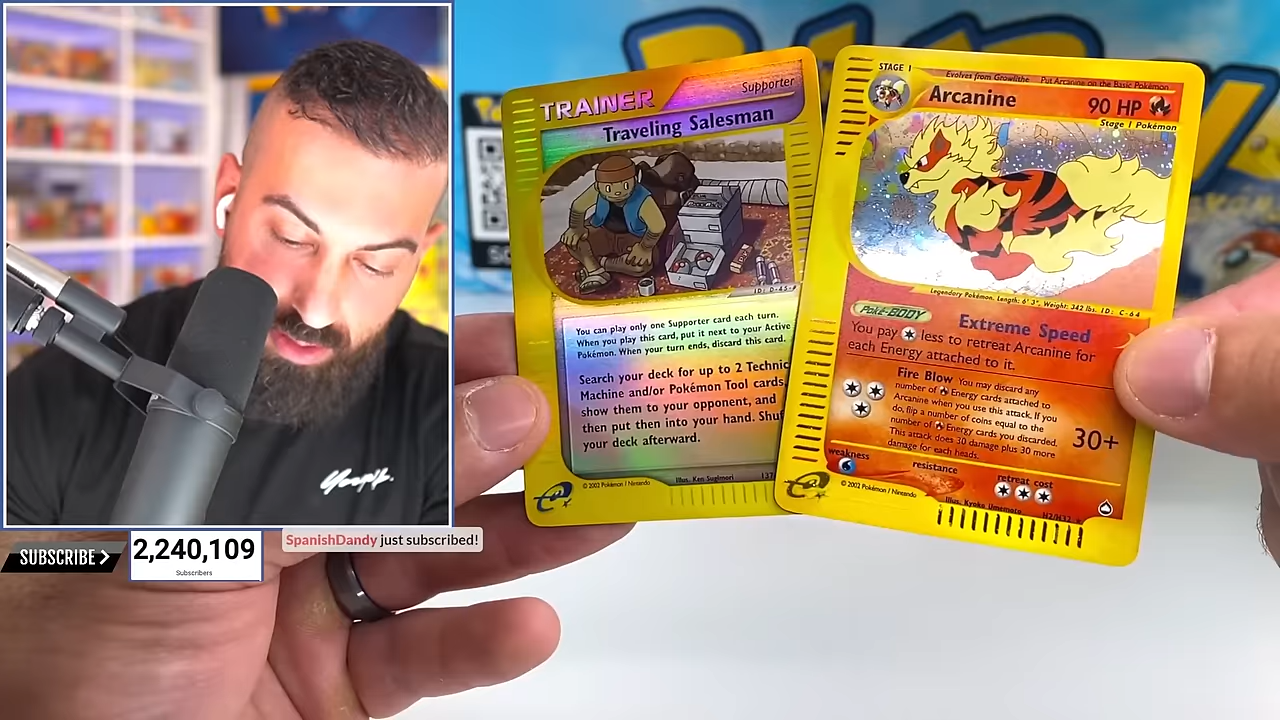 TRAINER
Supporter
Traveling Salesman
ID: D-45-
You can play only one Supporter card each turn.
When you play this card, put it next to your Active
Pokémon. When your turn ends, discard this card.
Search your deck for up to 2 Technic
Machine and/or Pokémon Tool cards,
show them to your opponent, and
then put then into your hand. Shuf
your deck afterward.
Illus. Ken Sugimori
137
© 2002 Pokémon / Nintendo
STAGE 1
Evolves from Growlithe
Put Arcanine on the Basic Pokémon
Arcanine
90 HP
Stage 1 Pokémon
Legendary Pokémon. Length: 6' 3", Weight: 342 lbs. ID: C-64
Poké-BODY
Extreme Speed
You pay less to retreat Arcanine for
each Energy attached to it.
Fire Blow You may discard any
number of Energy cards attached to
Arcanine when you use this attack. If you
do, flip a number of coins equal to the
number of Energy cards you discarded.
This attack does 30 damage plus 30 more
damage for each heads.
30+
weakness
resistance
retreat cost
© 2002 Pokémon / Nintendo
Illus. Kyoko Umemoto
H2/H32
SUBSCRIBE
2,240,109
Subscribers
SpanishDandy just subscribed!